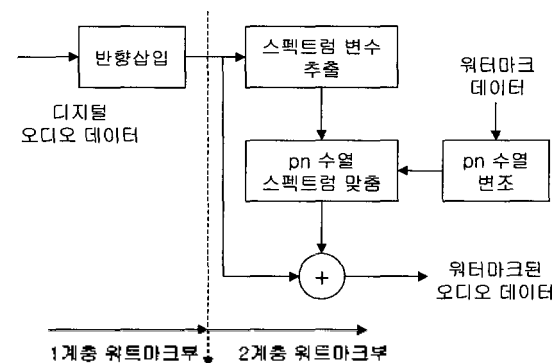 반향삽입
스펙트럼 변수
추출
워터마크
데이터
디지털
오디오 데이터
pn 수열
스펙트럼 맞춤
pn 수열
변조
+
워터마크된
오디오 데이터
1계층 워트마크부
2계층 워트마크부